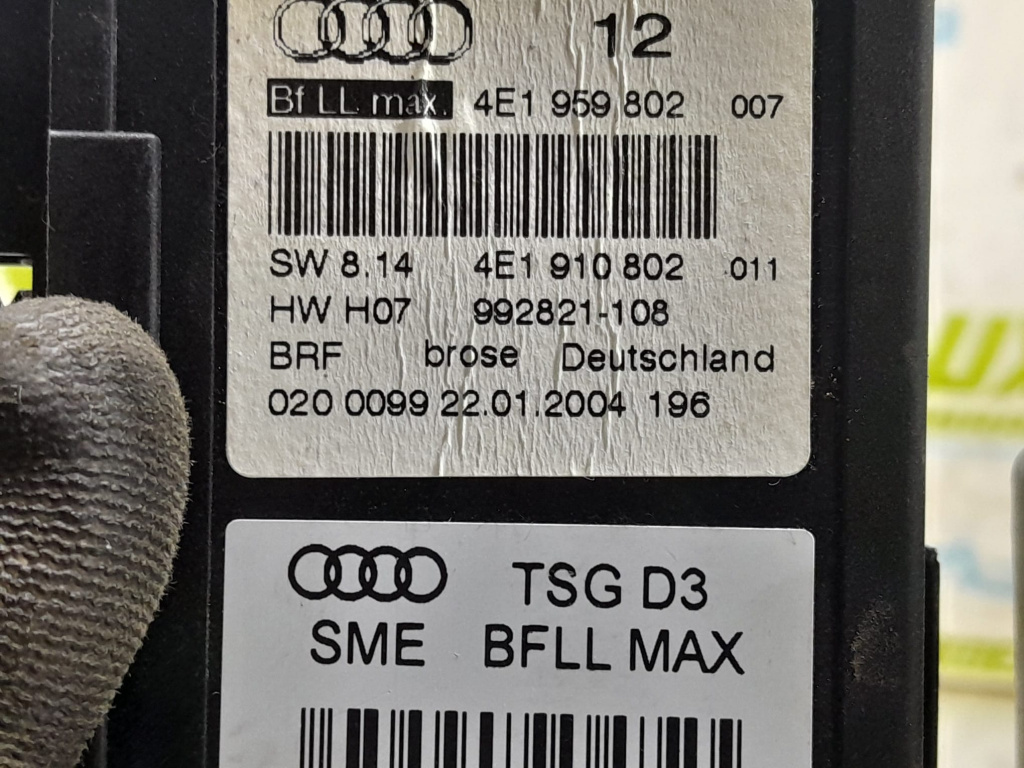 12
Bf LL max. 4E1 959 802 007
SW 8.14 4E1 910 802 011
HW H07 992821-108
BRF brose Deutschland
020 0099 22.01.2004 196
TSG D3
SME BFLL MAX
UX